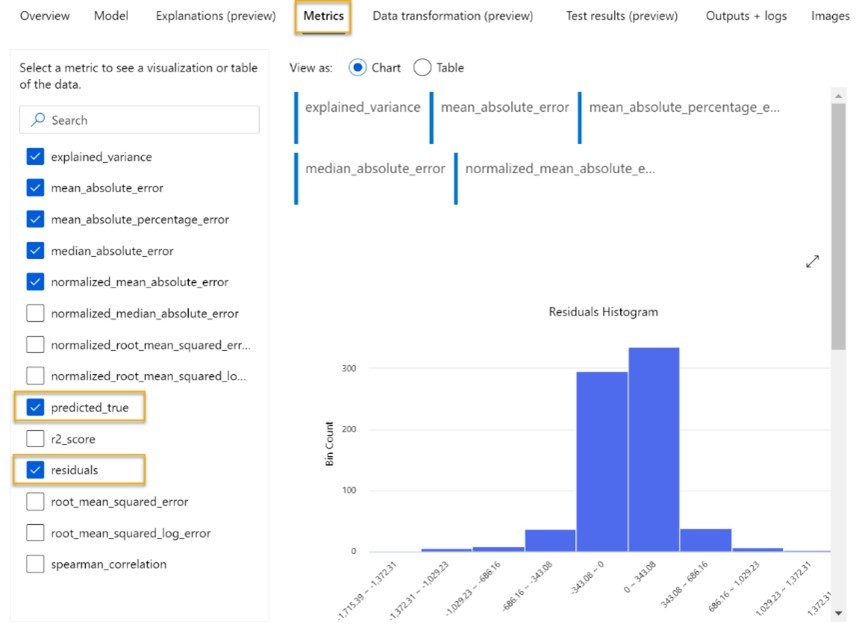 Overview Model Explanations (preview) Metrics Data transformation (preview) Test results (preview) Outputs + logs Images
Select a metric to see a visualization or table
of the data.
Search
explained_variance
mean_absolute_error
mean_absolute_percentage_error
median_absolute_error
normalized_mean_absolute_error
normalized_median_absolute_error
normalized_root_mean_squared_err...
normalized_root_mean_squared_lo...
predicted_true
r2_score
residuals
root_mean_squared_error
root_mean_squared_log_error
spearman_correlation
View as: Chart Table
explained_variance mean_absolute_error mean_absolute_percentage_e...
median_absolute_error normalized_mean_absolute_e...
Residuals Histogram
Bin Count
300
200
100
0
-1,715.39 ~ -1,372.31
-1,372.31 ~ -1,029.23
-1,029.23 ~ -686.16
-686.16 ~ -343.08
-343.08 ~ 0
0 ~ 343.08
343.08 ~ 686.16
686.16 ~ 1,029.23
1,029.23 ~ 1,372.31
1,372.31